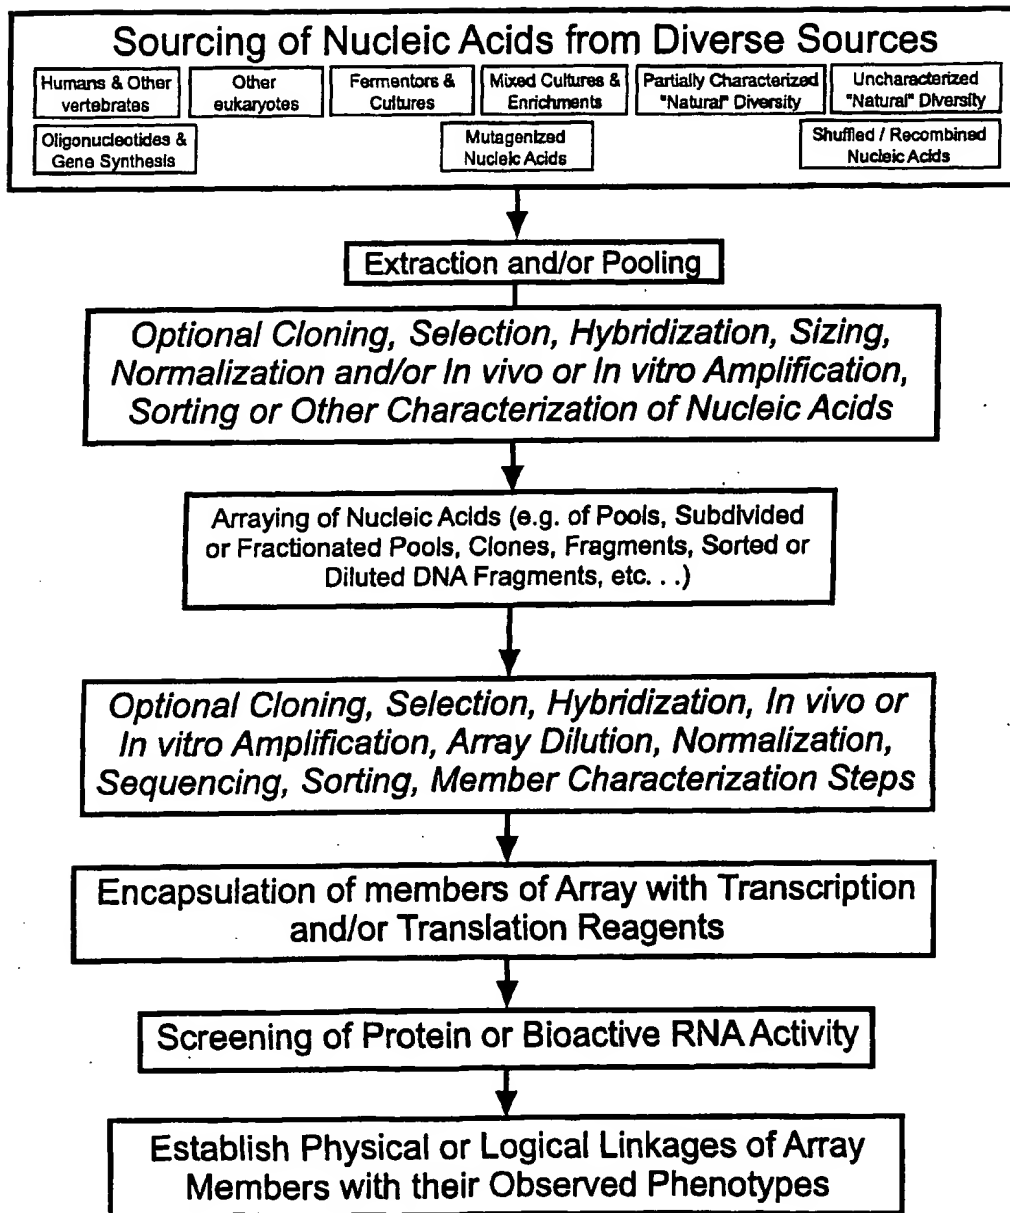 Sourcing of Nucleic Acids from Diverse Sources
Humans & Other
vertebrates
Other
eukaryotes
Fermentors &
Cultures
Mixed Cultures &
Enrichments
Partially Characterized
"Natural" Diversity
Uncharacterized
"Natural" Diversity
Oligonucleotides &
Gene Synthesis
Mutagenized
Nucleic Acids
Shuffled / Recombined
Nucleic Acids
Extraction and/or Pooling
Optional Cloning, Selection, Hybridization, Sizing,
Normalization and/or In vivo or In vitro Amplification,
Sorting or Other Characterization of Nucleic Acids
Arraying of Nucleic Acids (e.g. of Pools, Subdivided
or Fractionated Pools, Clones, Fragments, Sorted or
Diluted DNA Fragments, etc. . .)
Optional Cloning, Selection, Hybridization, In vivo or
In vitro Amplification, Array Dilution, Normalization,
Sequencing, Sorting, Member Characterization Steps
Encapsulation of members of Array with Transcription
and/or Translation Reagents
Screening of Protein or Bioactive RNA Activity
Establish Physical or Logical Linkages of Array
Members with their Observed Phenotypes